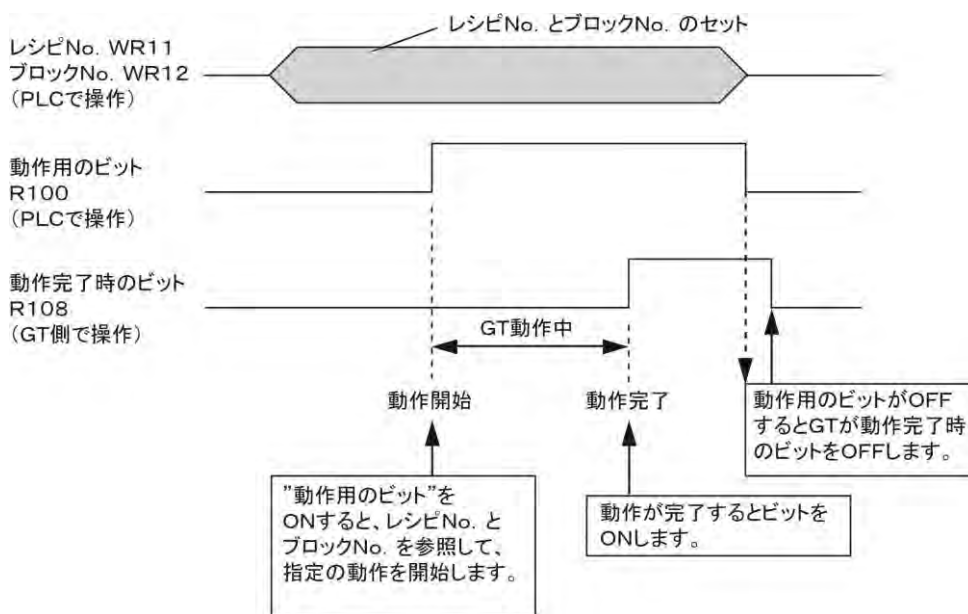 レシピNo. とブロックNo. のセット
レシピNo. WR11
ブロックNo. WR12
（PLCで操作）
動作用のビット
R100
（PLCで操作）
動作完了時のビット
R108
（GT側で操作）
GT動作中
動作開始
動作完了
動作用のビットがOFF
するとGTが動作完了時
のビットをOFFします。
”動作用のビット”を
ONすると、レシピNo. と
ブロックNo. を参照して、
指定の動作を開始します。
動作が完了するとビットを
ONします。